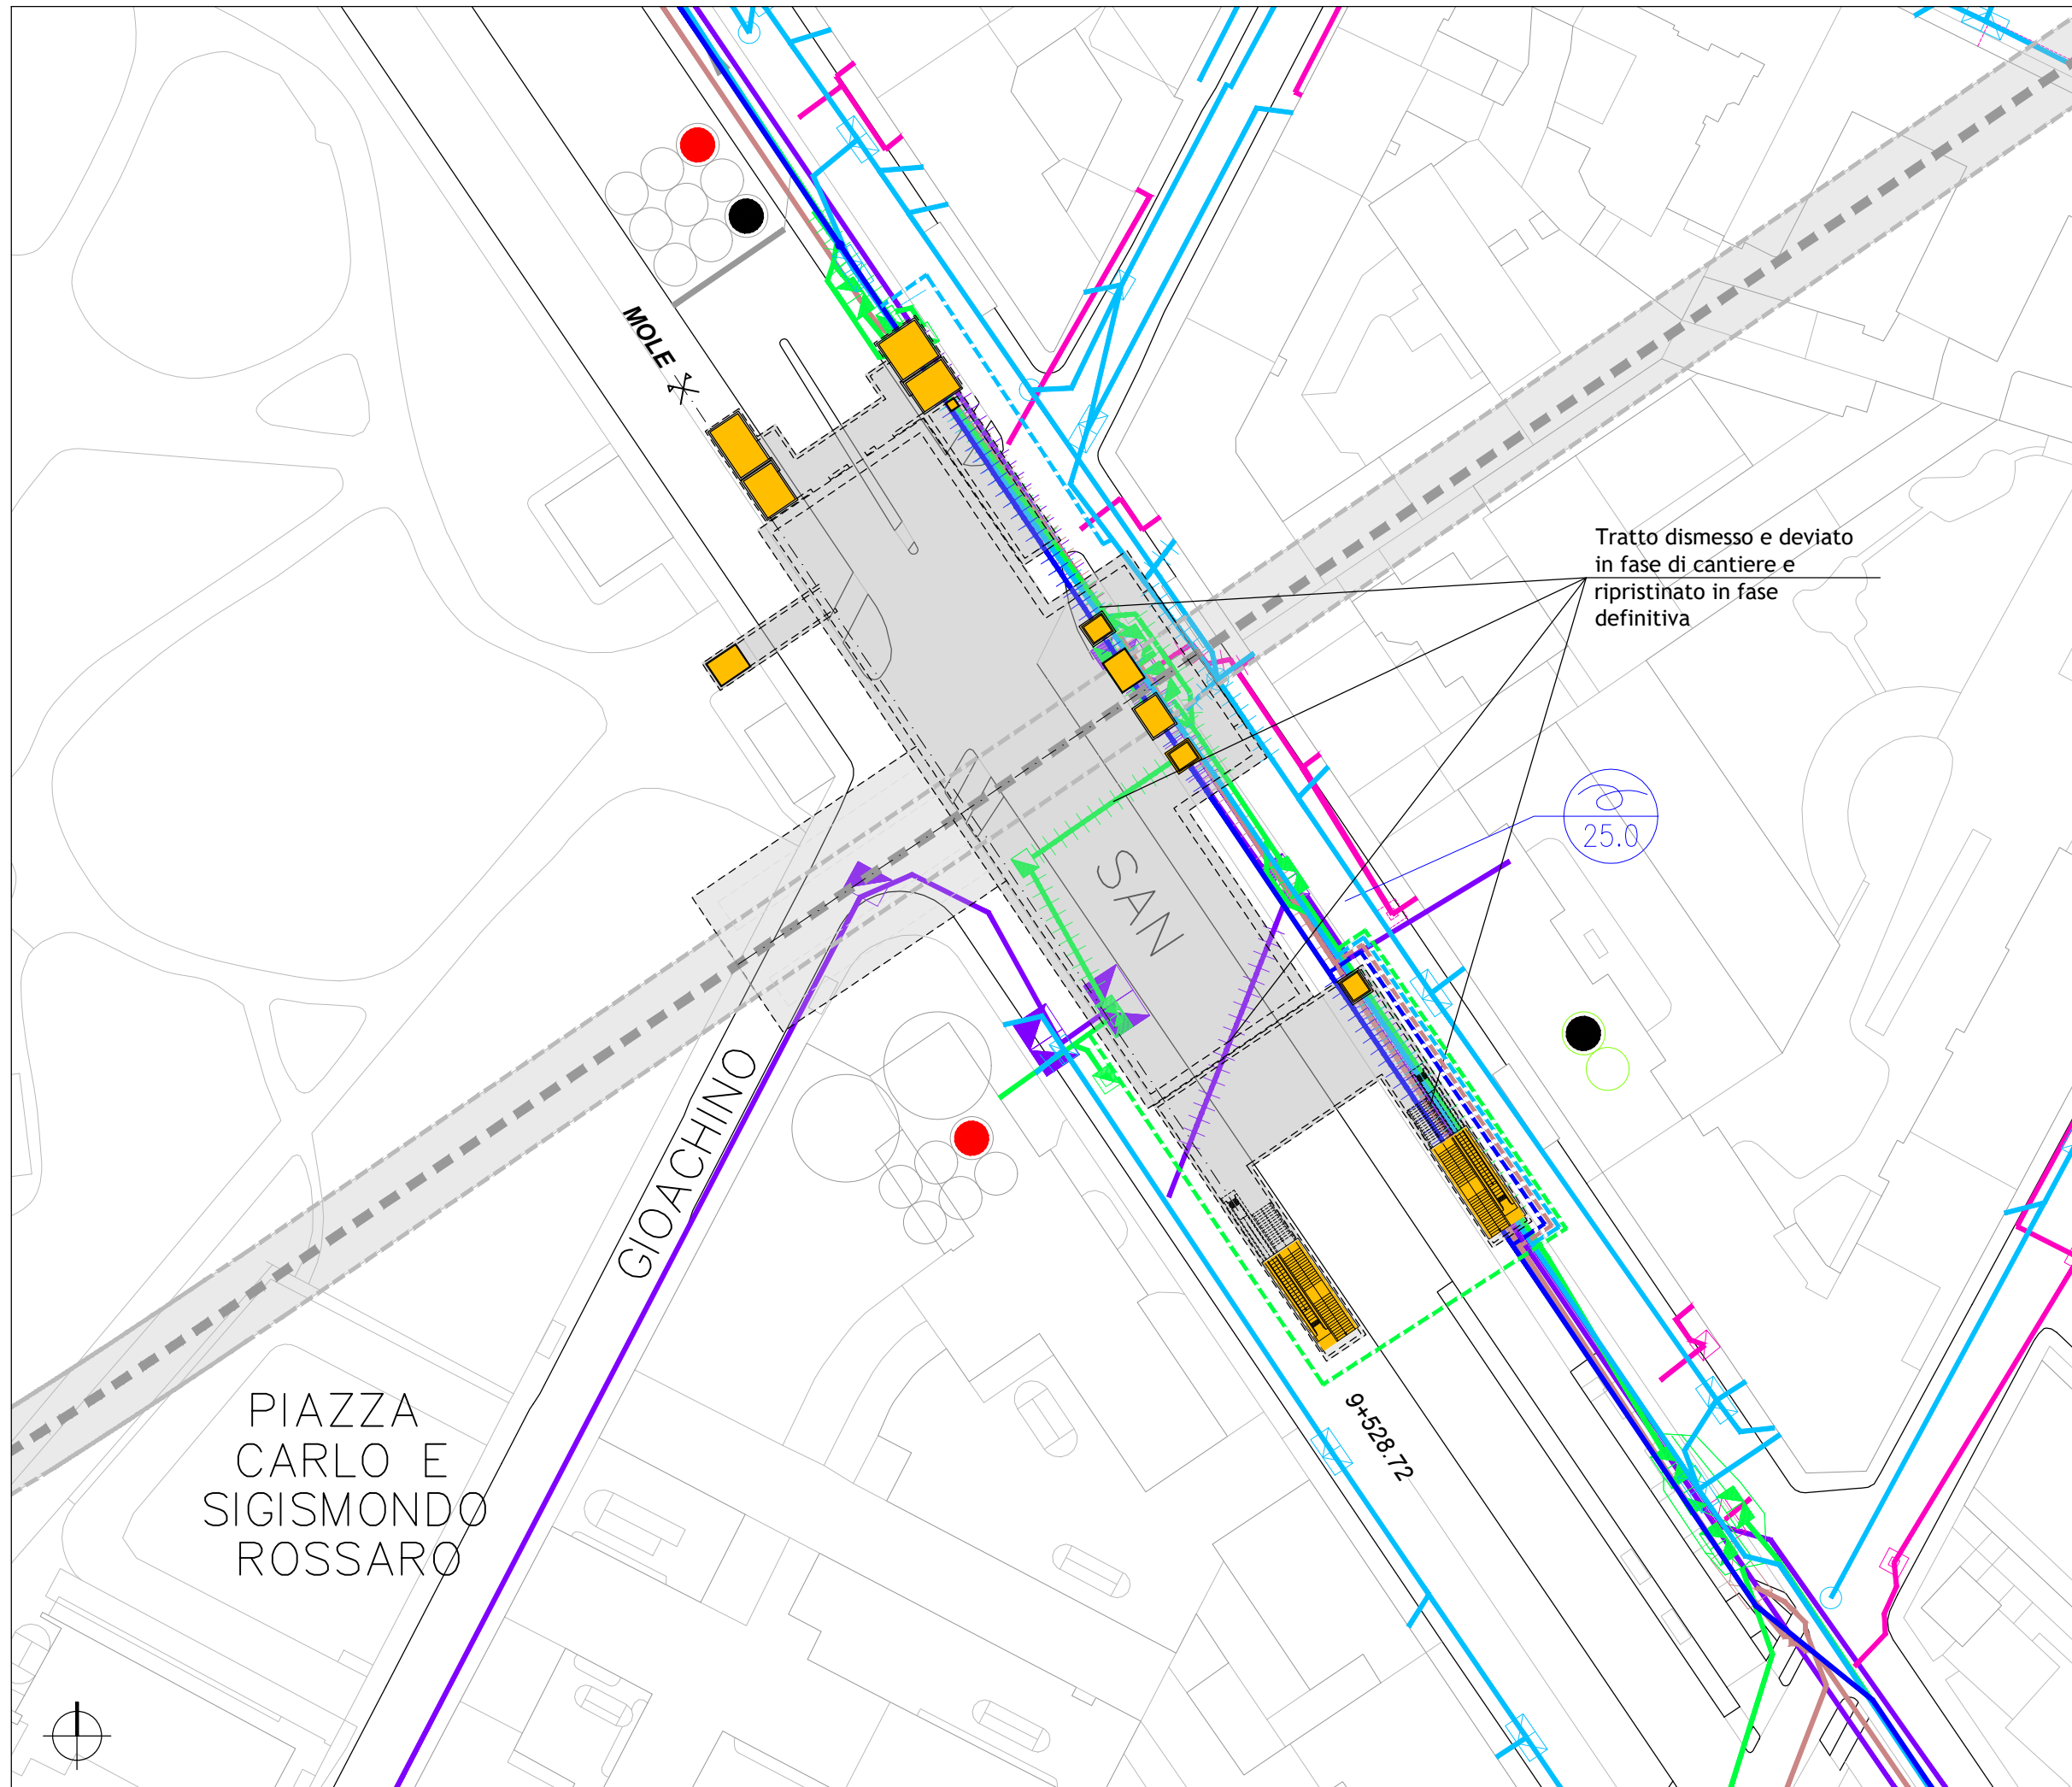 MOLE
Tratto dismesso e deviato
in fase di cantiere e
ripristinato in fase
definitiva
25.0
SAN
GIOACHINO
9+528.72
PIAZZA
CARLO E
SIGISMONDO
ROSSARO